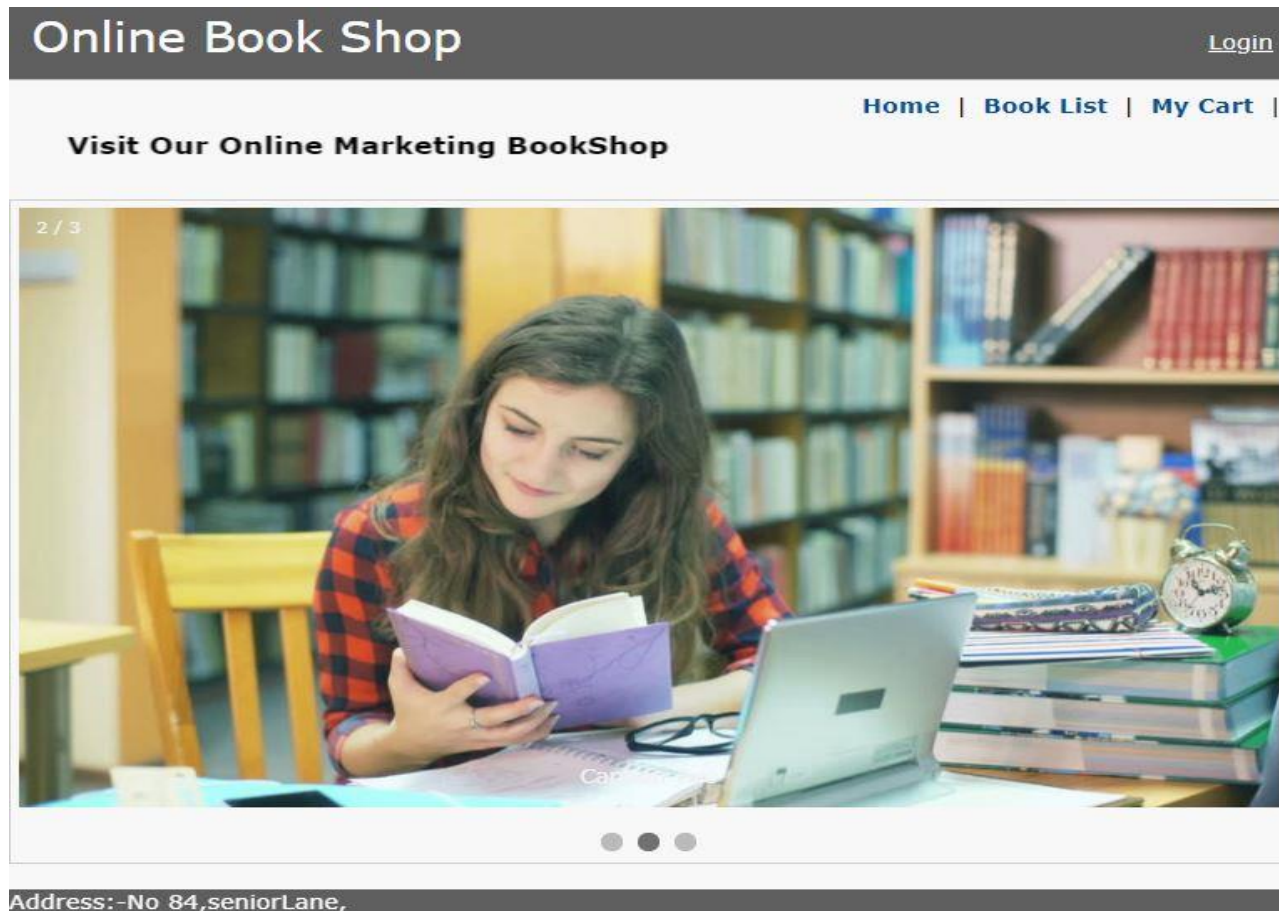 Online Book Shop
Login
Home | Book List | My Cart |
Visit Our Online Marketing BookShop
2 / 3
Address:-No 84,seniorLane,